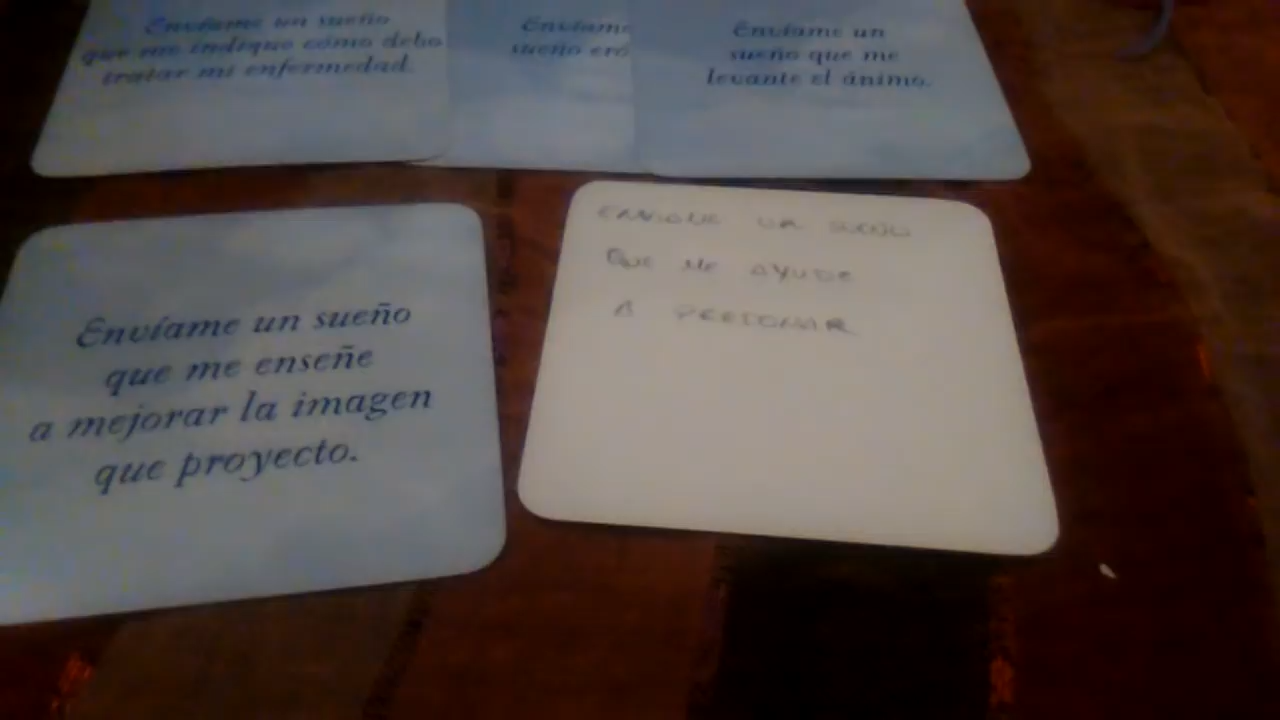 Envíame un sueño
que me indique cómo debo
tratar mi enfermedad.
Envíame
sueño eró
Envíame un
sueño que me
levante el ánimo.
Envíame un sueño
que me enseñe
a mejorar la imagen
que proyecto.
UN SUEÑO
QUE ME AYUDE
A PERDONAR